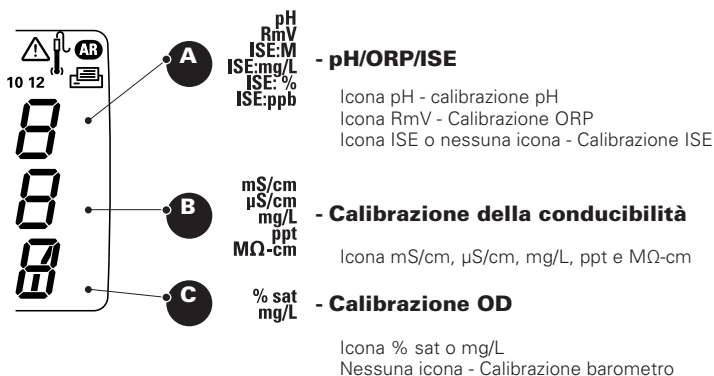 AR
10 12
A
pH
RmV
ISE:M
ISE:mg/L
ISE: %
ISE:ppb
- pH/ORP/ISE
Icona pH - calibrazione pH
Icona RmV - Calibrazione ORP
Icona ISE o nessuna icona - Calibrazione ISE
B
mS/cm
µS/cm
mg/L
ppt
MΩ-cm
- Calibrazione della conducibilità
Icona mS/cm, µS/cm, mg/L, ppt e MΩ-cm
C
% sat
mg/L
- Calibrazione OD
Icona % sat o mg/L
Nessuna icona - Calibrazione barometro